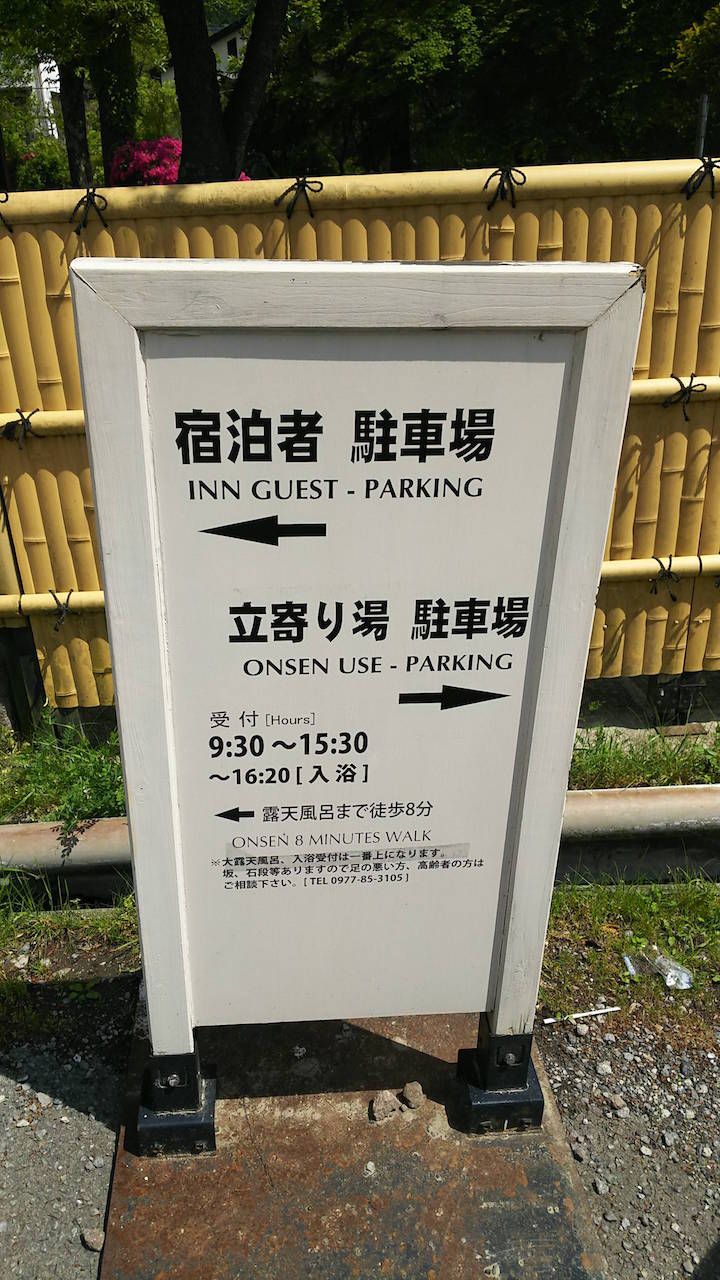 宿泊者 駐車場
INN GUEST - PARKING
立寄り湯 駐車場
ONSEN USE - PARKING
受付 [Hours]
9:30 ～15:30
～16:20 [ 入浴 ]
露天風呂まで徒歩8分
ONSEN 8 MINUTES WALK
※大露天風呂、入浴受付は一番上になります。
坂、石段等ありますので足の悪い方、高齢者の方は
ご相談下さい。[ TEL 0977-85-3105 ]